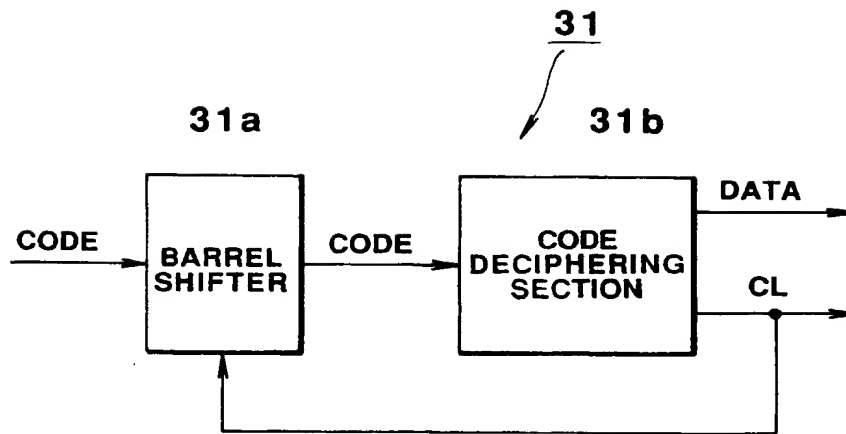 31
31a
31b
CODE
BARREL
SHIFTER
CODE
CODE
DECIPHERING
SECTION
DATA
CL